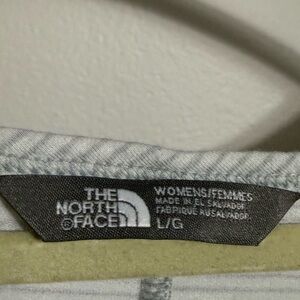 THE
NORTH
FACE®
WOMENS/FEMMES
MADE IN EL SALVADOR
FABRIQUE AU SALVADOR
L/G